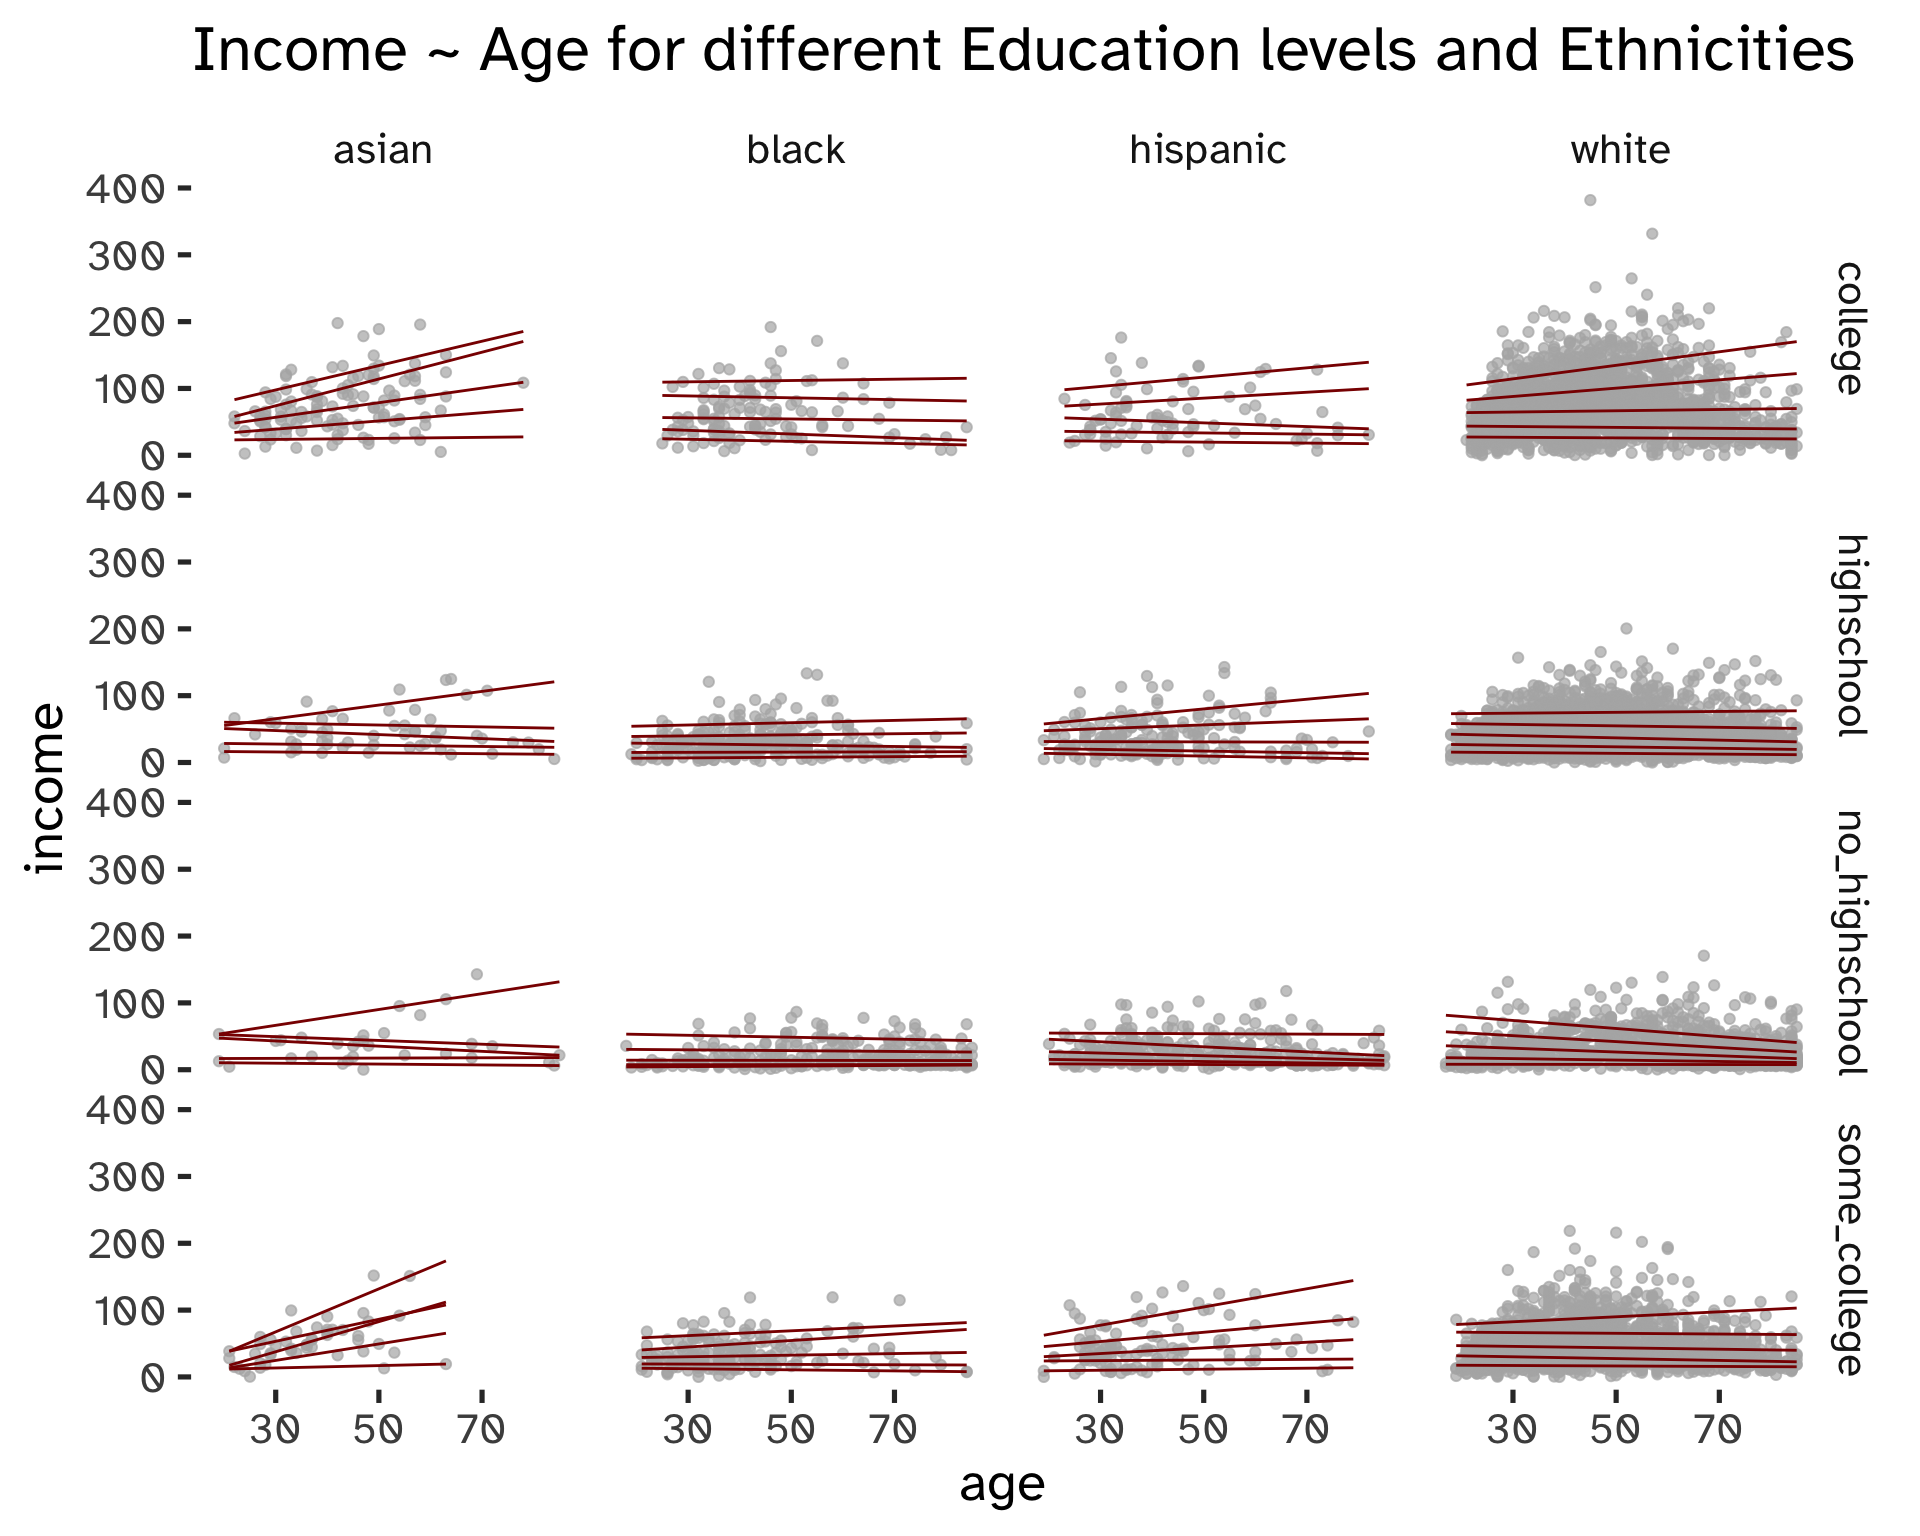 Income ~ Age for different Education levels and Ethnicities
asian black hispanic white
400
300
200
100
0
college
400
300
200
100
0
highschool
400
300
200
100
0
no_highschool
400
300
200
100
0
some_college
income
30 50 70 30 50 70 30 50 70 30 50 70
age